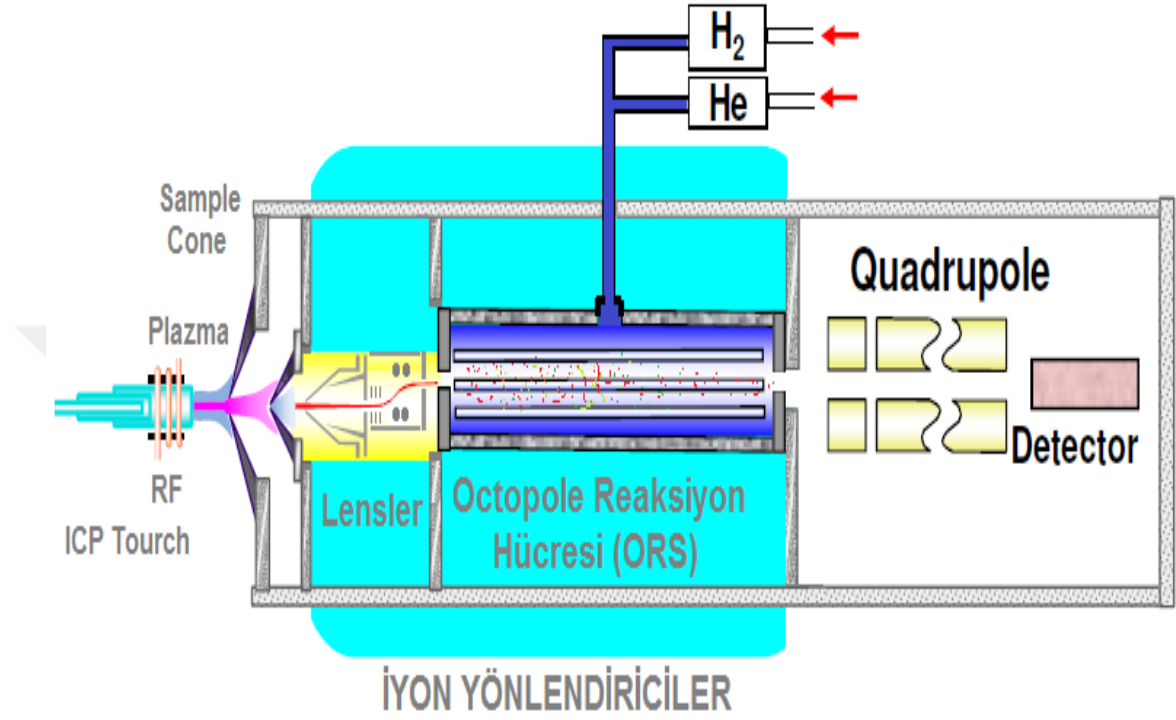 H₂
He
Sample
Cone
Plazma
RF
ICP Tourch
Lensler
Octopole Reaksiyon
Hücresi (ORS)
Quadrupole
Detector
İYON YÖNLENDİRİCİLER